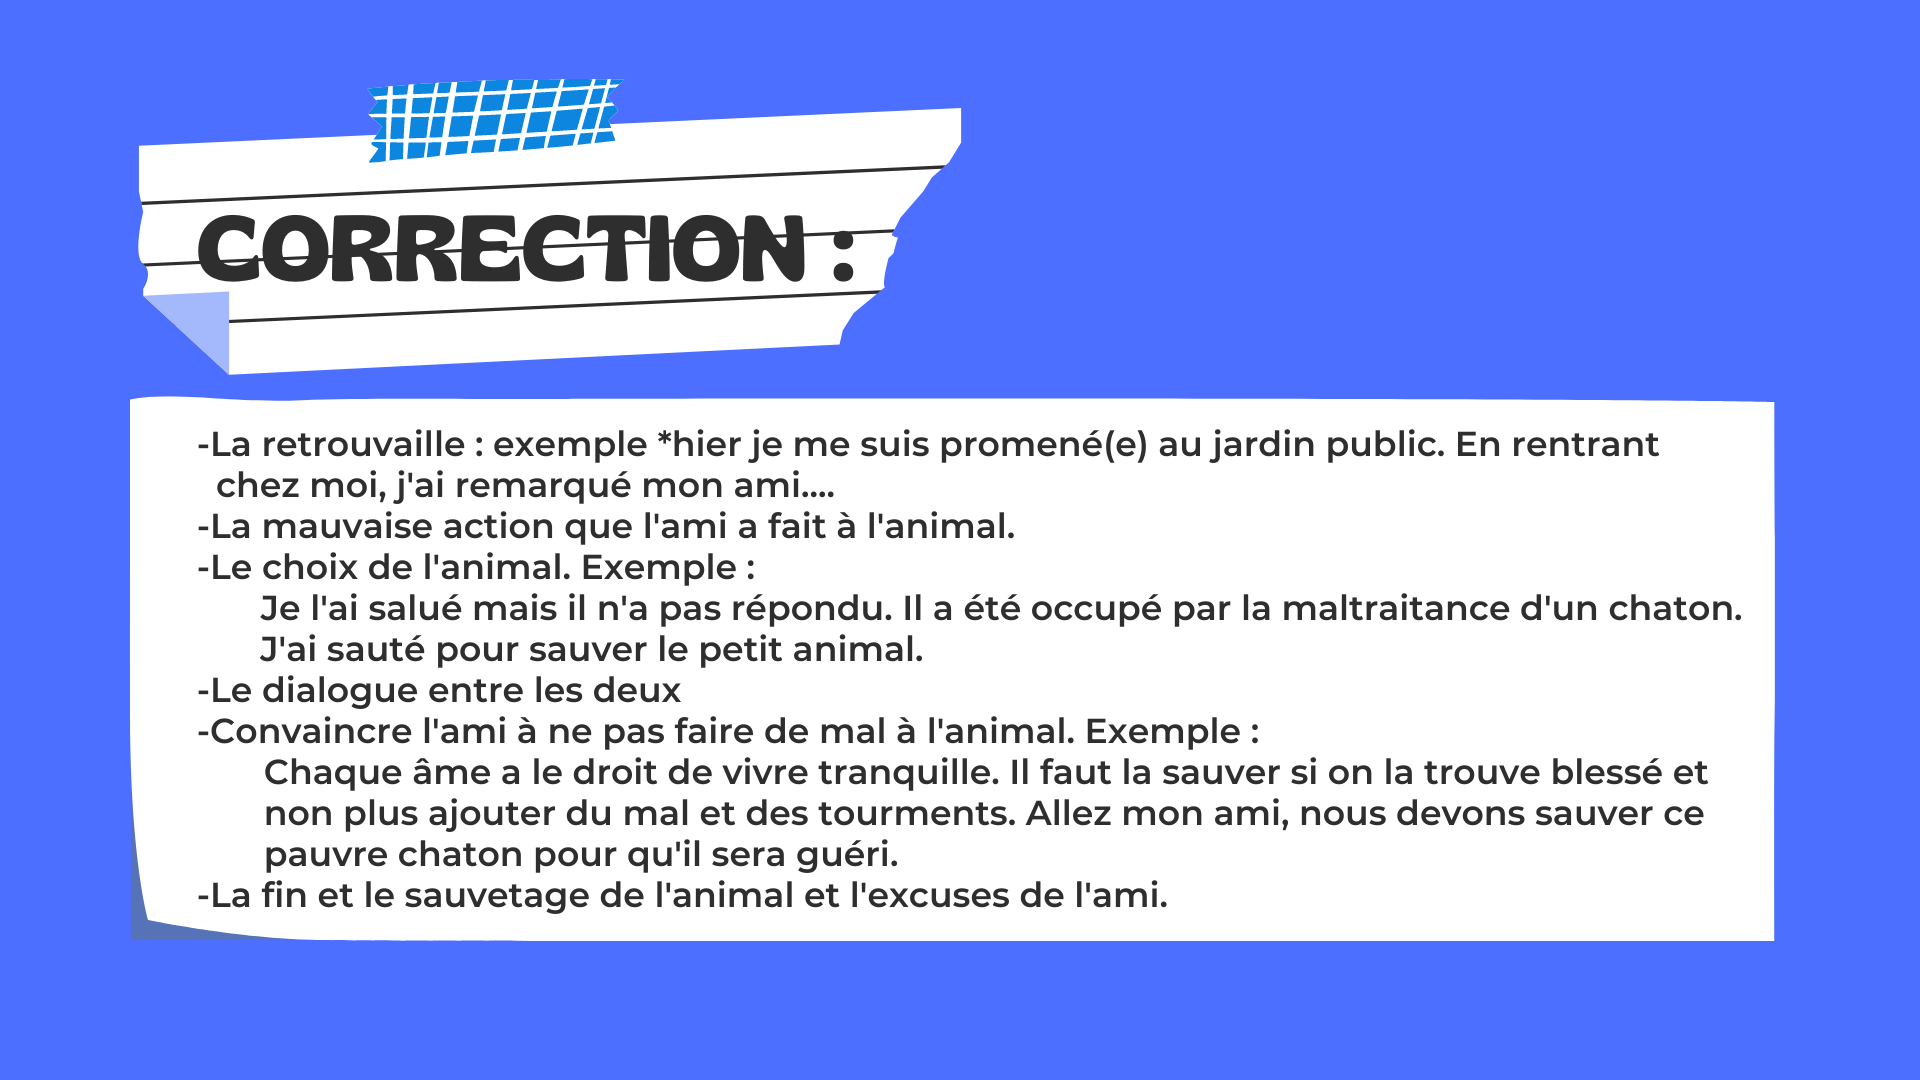 CORRECTION :
-La retrouvaille : exemple *hier je me suis promené(e) au jardin public. En rentrant
chez moi, j'ai remarqué mon ami....
-La mauvaise action que l'ami a fait à l'animal.
-Le choix de l'animal. Exemple :
Je l'ai salué mais il n'a pas répondu. Il a été occupé par la maltraitance d'un chaton.
J'ai sauté pour sauver le petit animal.
-Le dialogue entre les deux
-Convaincre l'ami à ne pas faire de mal à l'animal. Exemple :
Chaque âme a le droit de vivre tranquille. Il faut la sauver si on la trouve blessé et
non plus ajouter du mal et des tourments. Allez mon ami, nous devons sauver ce
pauvre chaton pour qu'il sera guéri.
-La fin et le sauvetage de l'animal et l'excuses de l'ami.